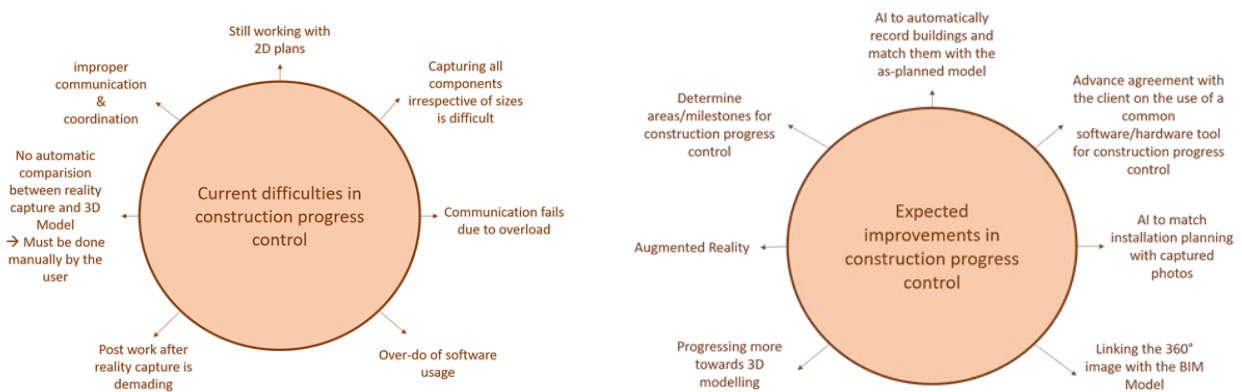 Still working with
2D plans
Capturing all
components
irrespective of sizes
is difficult
Communication fails
due to overload
Over-do of software
usage
Post work after
reality capture is
demading
No automatic
comparision
between reality
capture and 3D
Model
→ Must be done
manually by the
user
improper
communication
&
coordination
Current difficulties in
construction progress
control
AI to automatically
record buildings and
match them with the
as-planned model
Advance agreement with
the client on the use of a
common
software/hardware tool
for construction progress
control
AI to match
installation planning
with captured
photos
Linking the 360°
image with the BIM
Model
Progressing more
towards 3D
modelling
Augmented Reality
Determine
areas/milestones for
construction progress
control
Expected
improvements in
construction progress
control